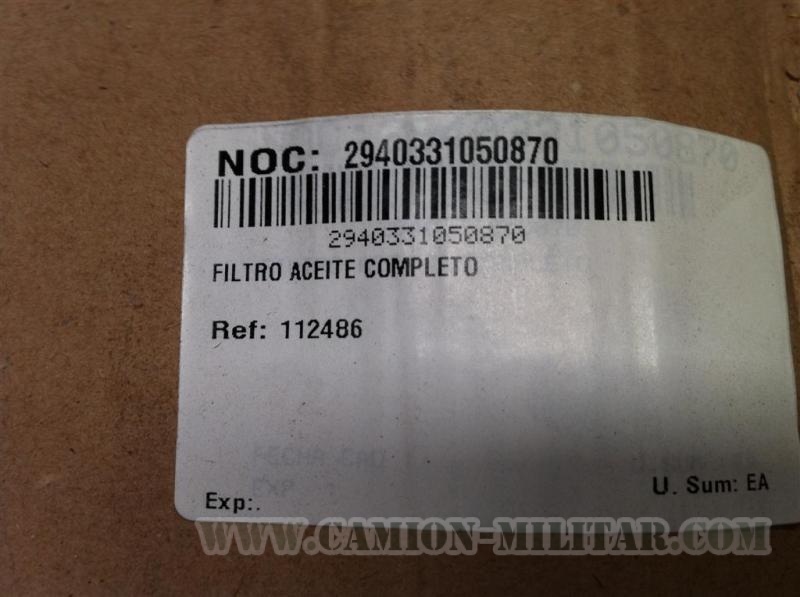 NOC: 2940331050870
2940331050870
FILTRO ACEITE COMPLETO
Ref: 112486
Exp:.
U. Sum: EA
WWW.CAMION-MILITAR.COM